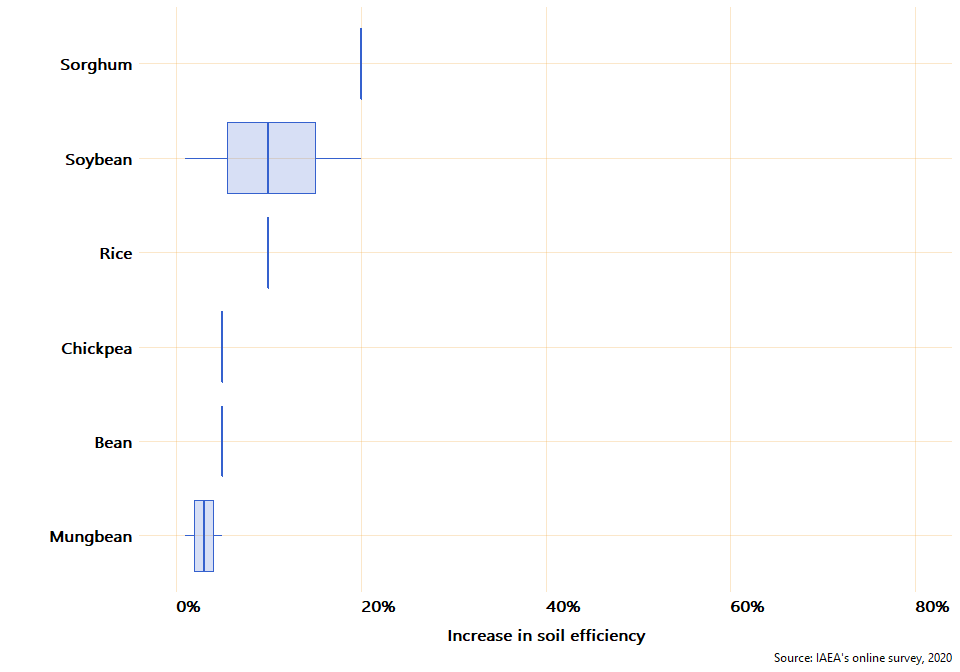 Sorghum
Soybean
Rice
Chickpea
Bean
Mungbean
0% 20% 40% 60% 80%
Increase in soil efficiency
Source: IAEA's online survey, 2020